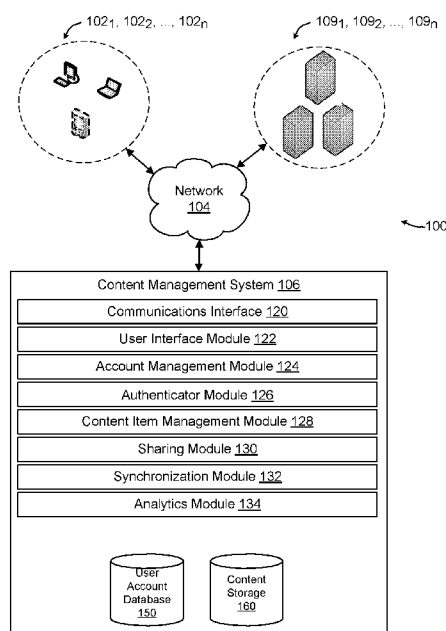 102₁, 102₂, ..., 102ₙ
109₁, 109₂, ..., 109ₙ
Network
104
100
Content Management System 106
Communications Interface 120
User Interface Module 122
Account Management Module 124
Authenticator Module 126
Content Item Management Module 128
Sharing Module 130
Synchronization Module 132
Analytics Module 134
User
Account
Database
150
Content
Storage
160